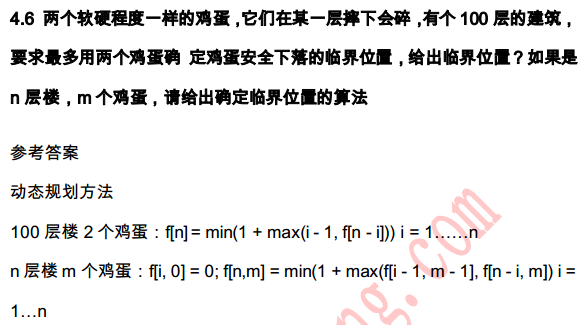 4.6 两个软硬程度一样的鸡蛋，它们在某一层摔下会碎，有个 100 层的建筑，
要求最多用两个鸡蛋确 定鸡蛋安全下落的临界位置，给出临界位置？如果是
n 层楼，m 个鸡蛋，请给出确定临界位置的算法
参考答案
动态规划方法
100 层楼 2 个鸡蛋：f[n] = min(1 + max(i - 1, f[n - i])) i = 1……n
n 层楼 m 个鸡蛋：f[i, 0] = 0; f[n,m] = min(1 + max(f[i - 1, m - 1], f[n - i, m]) i =
1…n
ng.com